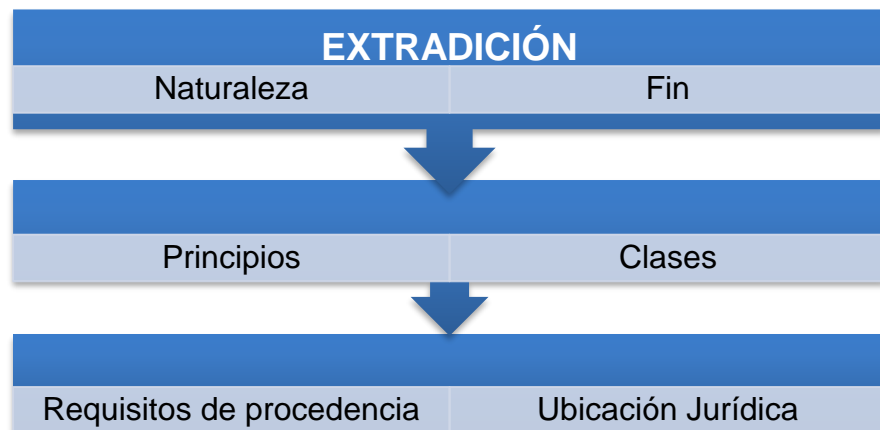 EXTRADICIÓN
Naturaleza Fin
Principios Clases
Requisitos de procedencia Ubicación Jurídica